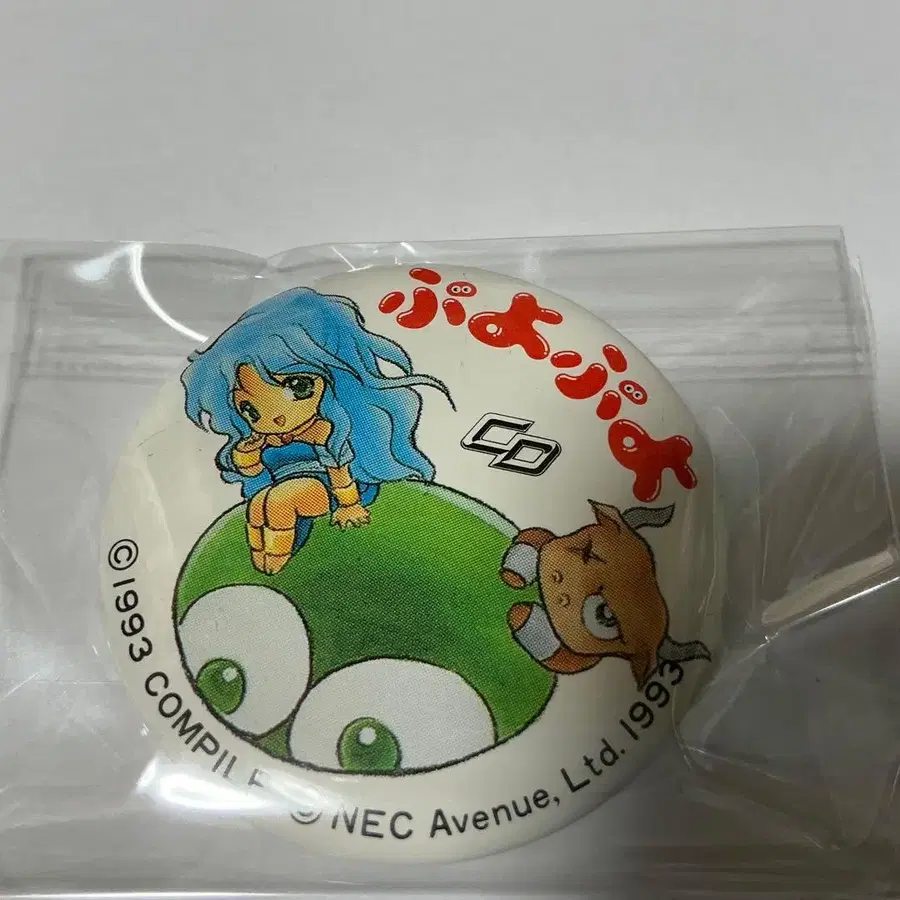 ぷよぷよ
CD
©1993 COMPILE
© NEC Avenue, Ltd. 1993